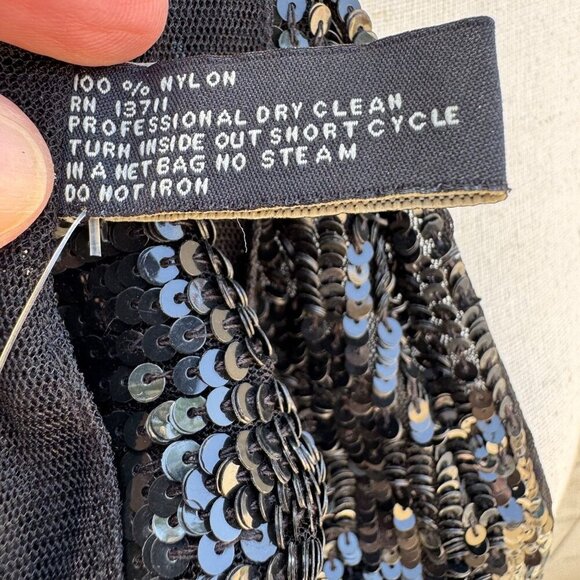 100 % NYLON
RN 13711
PROFESSIONAL DRY CLEAN
TURN INSIDE OUT SHORT CYCLE
IN A NET BAG NO STEAM
DO NOT IRON